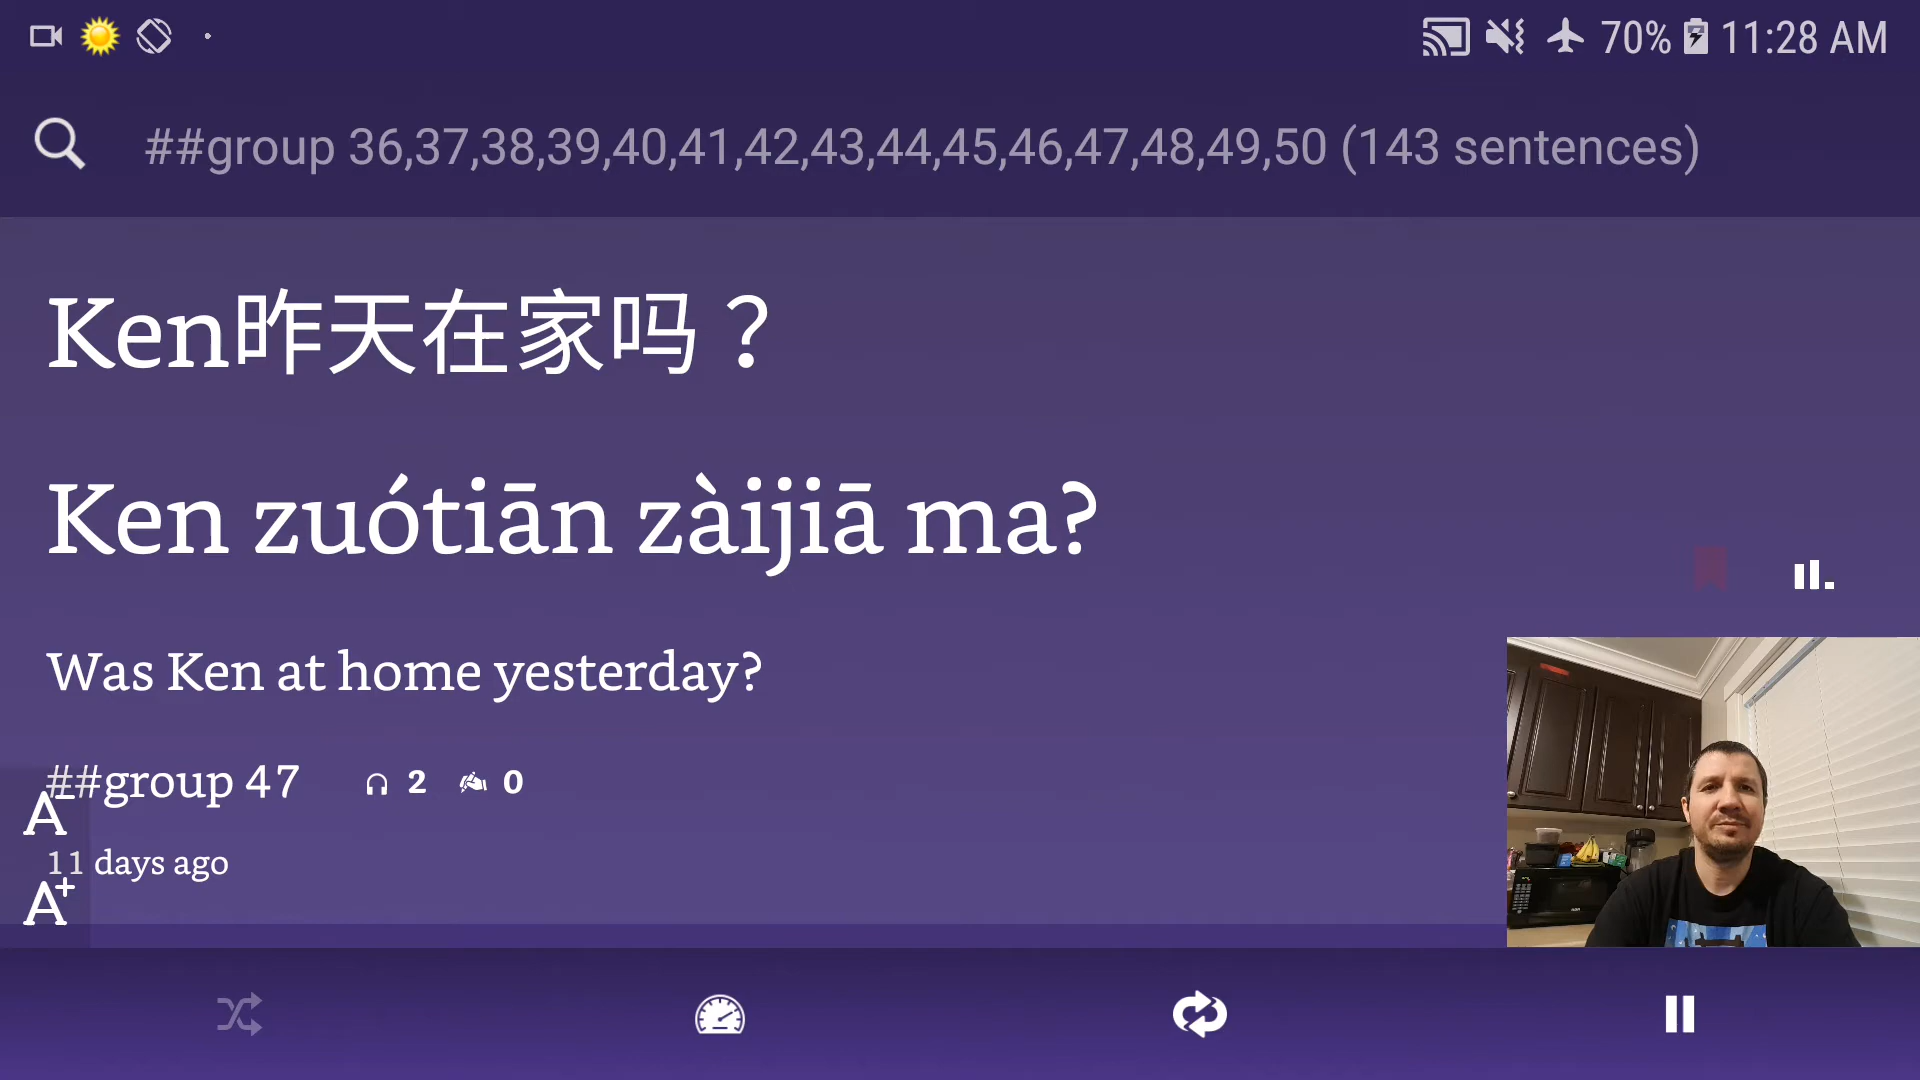 70% 11:28 AM
##group 36,37,38,39,40,41,42,43,44,45,46,47,48,49,50 (143 sentences)
Ken昨天在家吗？
Ken zuótiān zàijiā ma?
Was Ken at home yesterday?
##group 47 2 0
A-
11 days ago
A+